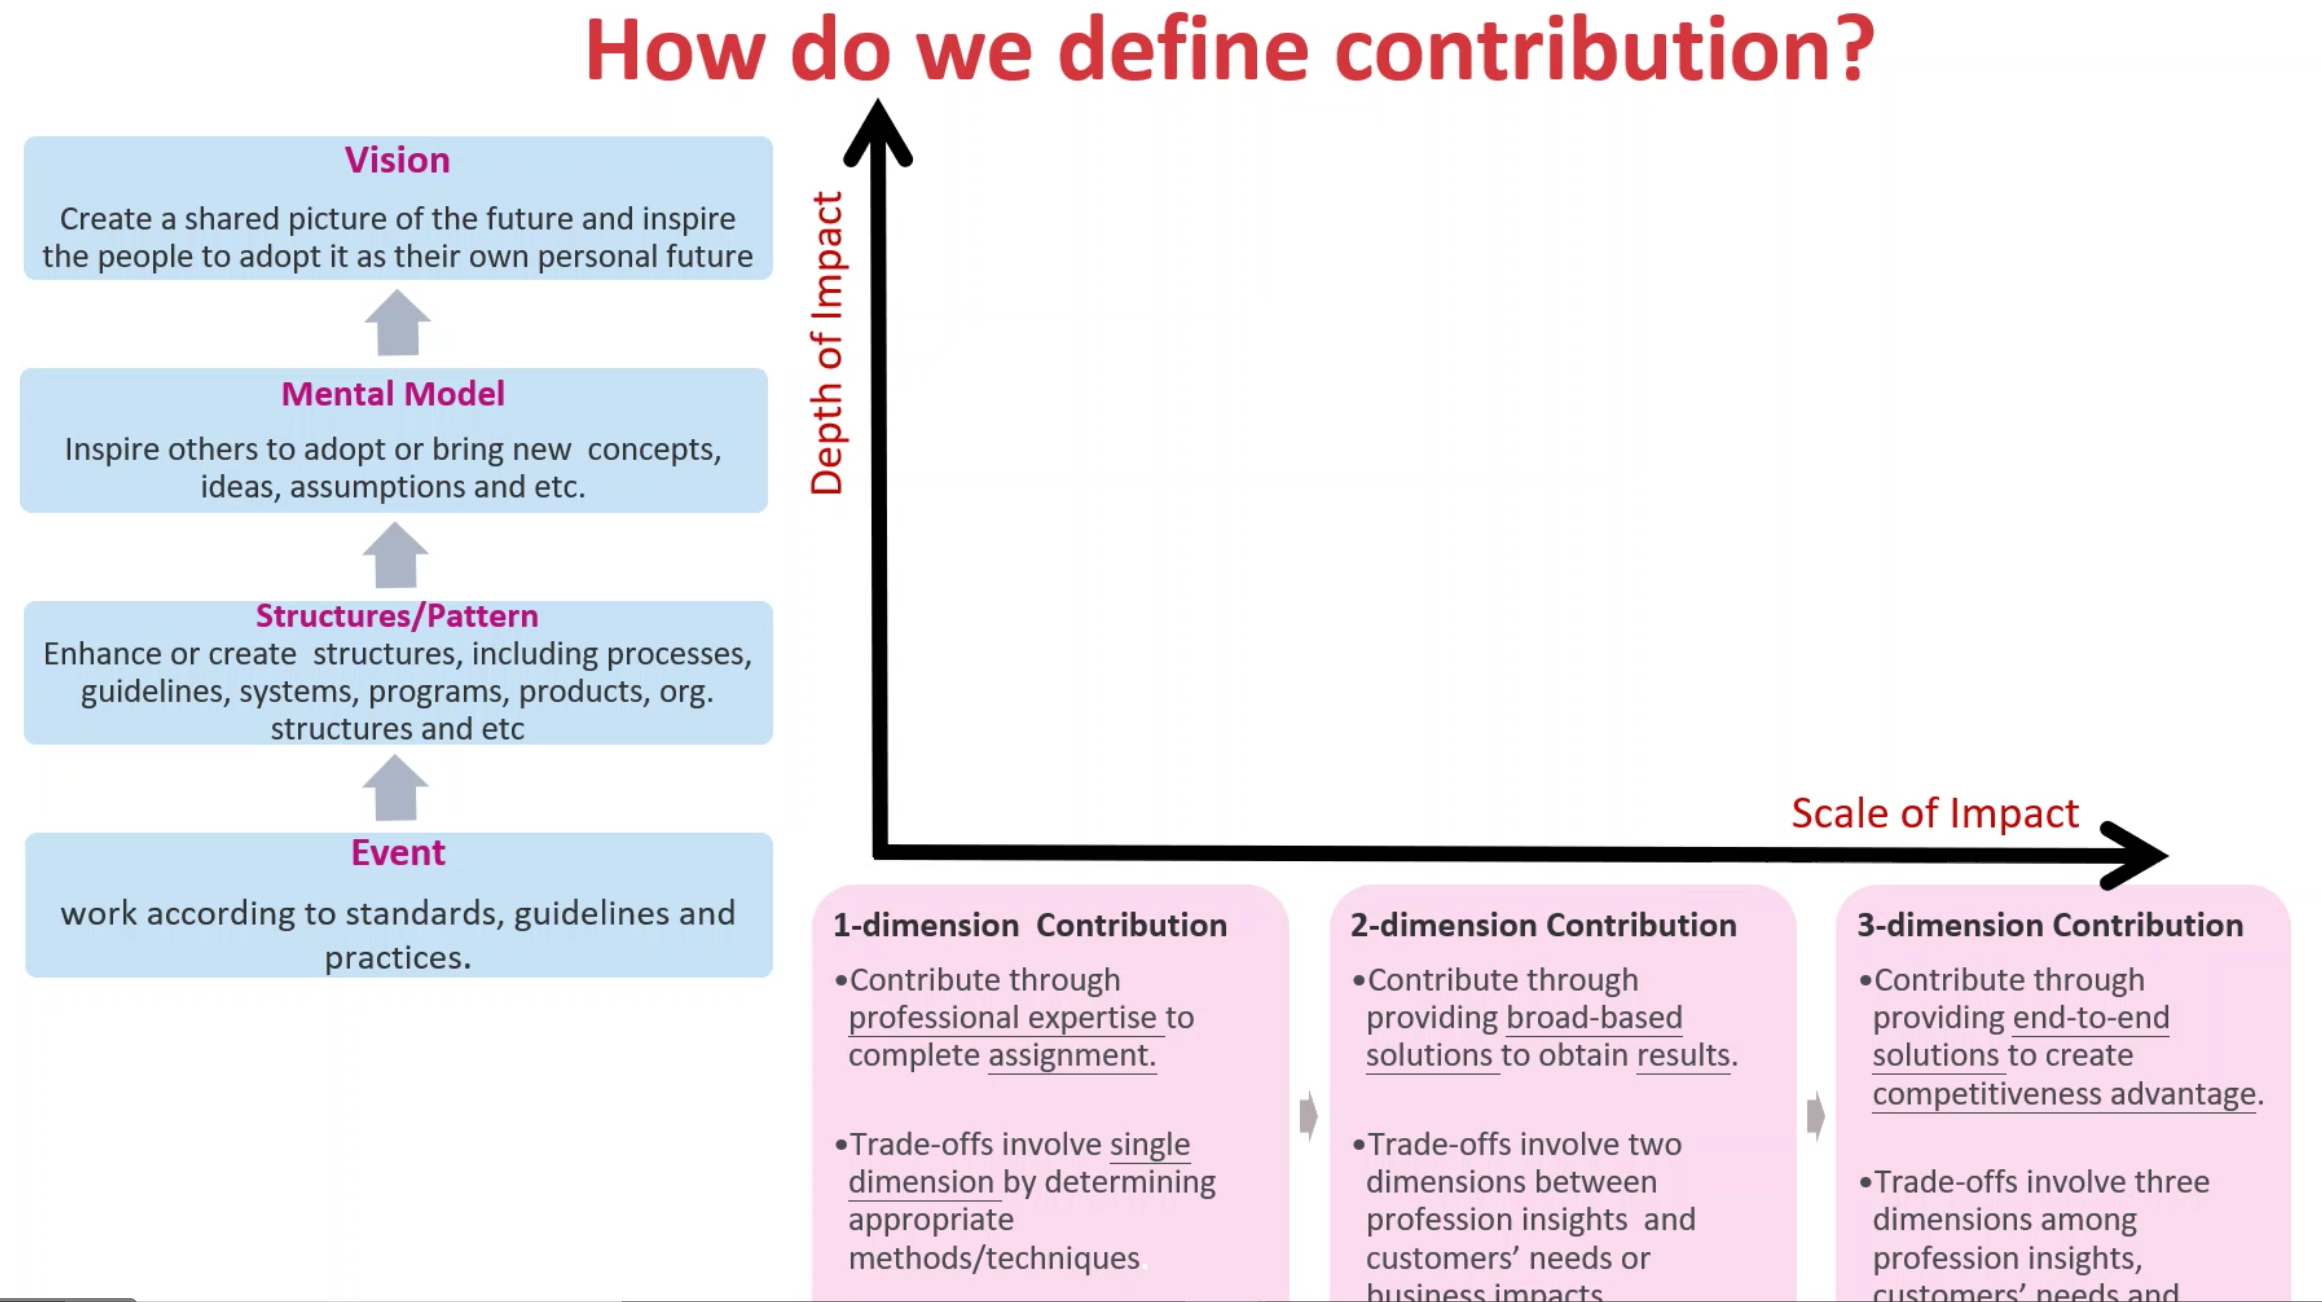 How do we define contribution?
Vision
Create a shared picture of the future and inspire
the people to adopt it as their own personal future
Mental Model
Inspire others to adopt or bring new  concepts,
ideas, assumptions and etc.
Structures/Pattern
Enhance or create  structures, including processes,
guidelines, systems, programs, products, org.
structures and etc
Event
work according to standards, guidelines and
practices.
Depth of Impact
Scale of Impact
1-dimension  Contribution
•Contribute through
professional expertise to
complete assignment.
•Trade-offs involve single
dimension by determining
appropriate
methods/techniques.
2-dimension Contribution
•Contribute through
providing broad-based
solutions to obtain results.
•Trade-offs involve two
dimensions between
profession insights  and
customers’ needs or
business impacts
3-dimension Contribution
•Contribute through
providing end-to-end
solutions to create
competitiveness advantage.
•Trade-offs involve three
dimensions among
profession insights,
customers’ needs and